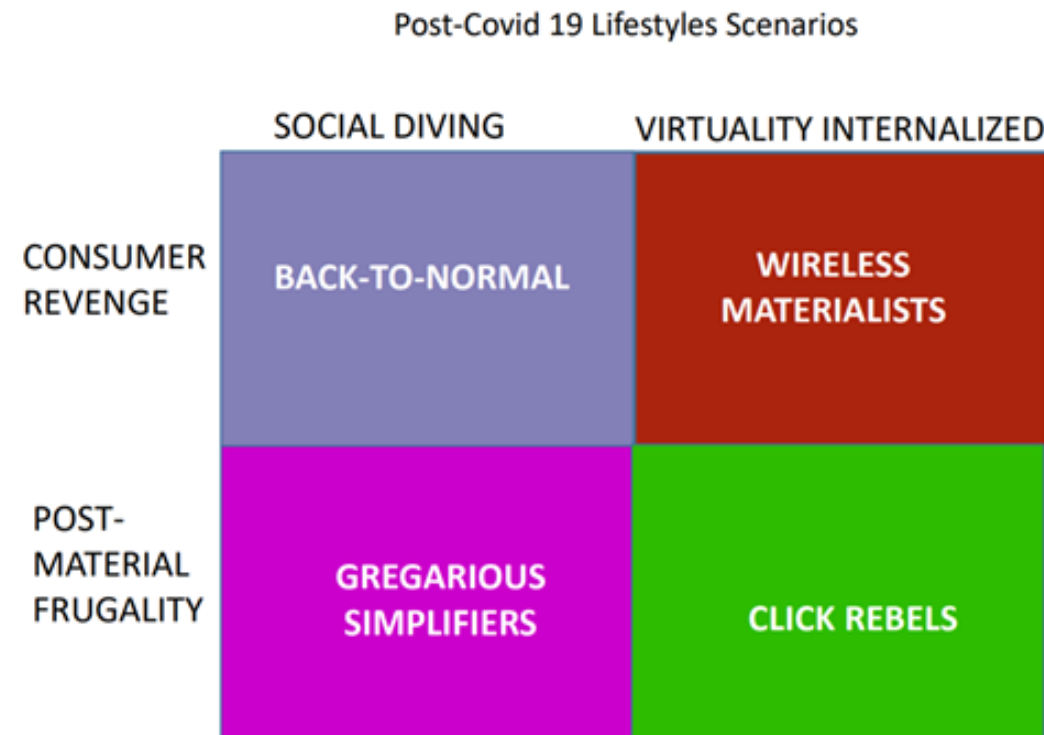 Post-Covid 19 Lifestyles Scenarios
SOCIAL DIVING
VIRTUALITY INTERNALIZED
CONSUMER
REVENGE
BACK-TO-NORMAL
WIRELESS
MATERIALISTS
POST-
MATERIAL
FRUGALITY
GREGARIOUS
SIMPLIFIERS
CLICK REBELS